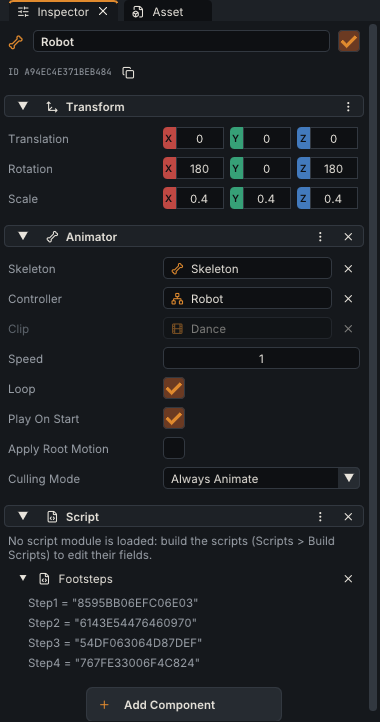 Inspector Asset
Robot
ID A94EC4E371BEB484
Transform
Translation X 0 Y 0 Z 0
Rotation X 180 Y 0 Z 180
Scale X 0.4 Y 0.4 Z 0.4
Animator
Skeleton Skeleton
Controller Robot
Clip Dance
Speed 1
Loop
Play On Start
Apply Root Motion
Culling Mode Always Animate
Script
No script module is loaded: build the scripts (Scripts > Build
Scripts) to edit their fields.
Footsteps
Step1 = "8595BB06EFC06E03"
Step2 = "6143E54476460970"
Step3 = "54DF063064D87DEF"
Step4 = "767FE33006F4C824"
+ Add Component